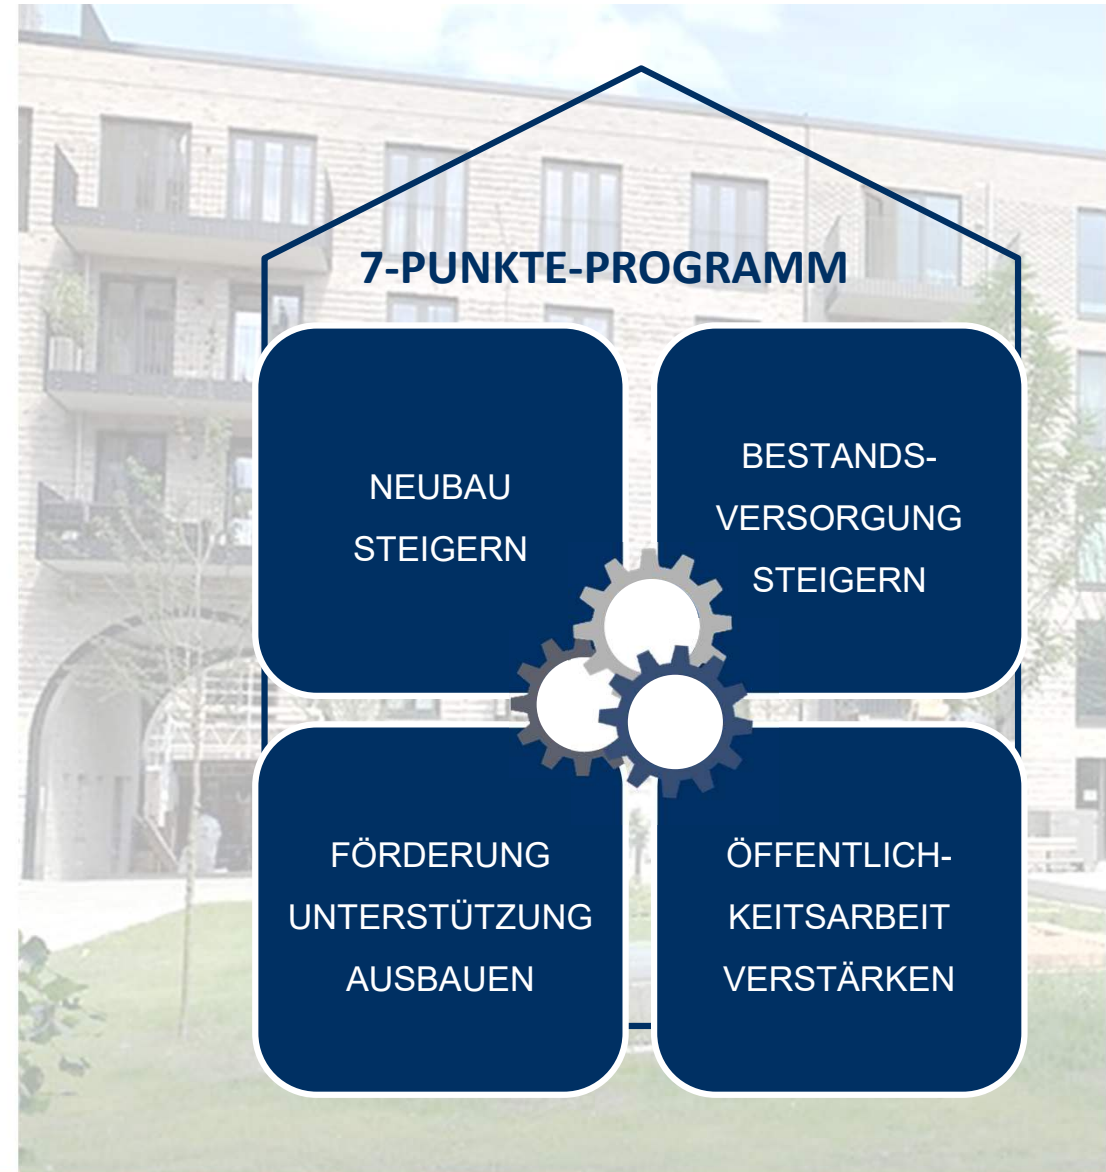 7-PUNKTE-PROGRAMM
NEUBAU
STEIGERN
BESTANDS-
VERSORGUNG
STEIGERN
FÖRDERUNG
UNTERSTÜTZUNG
AUSBAUEN
ÖFFENTLICH-
KEITSARBEIT
VERSTÄRKEN